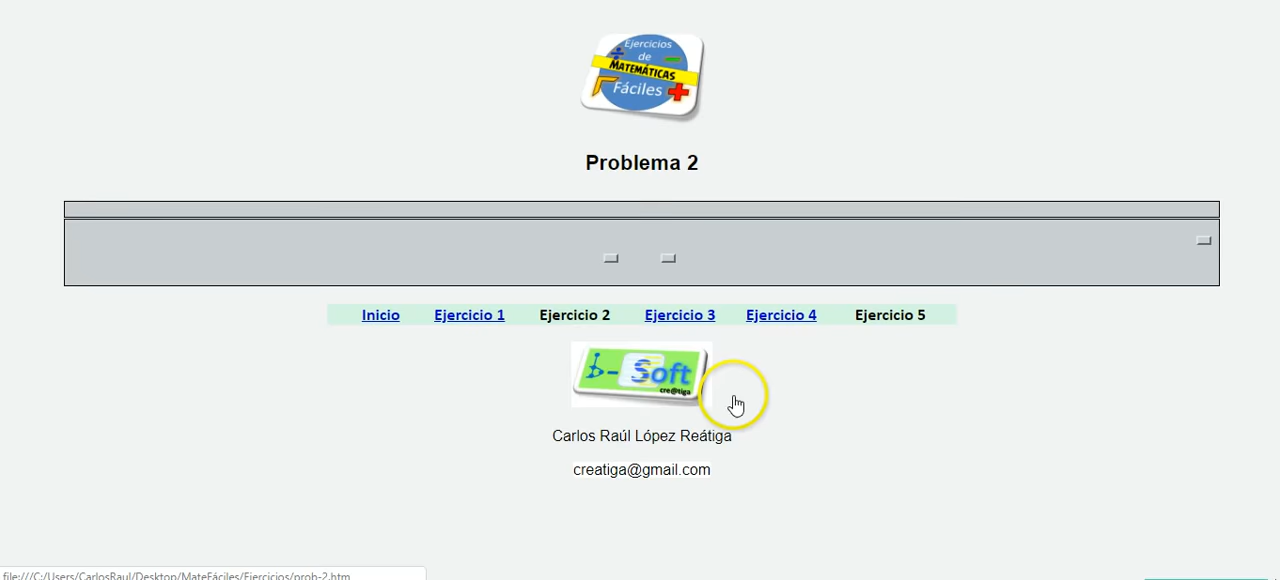 Ejercicios
de
MATEMÁTICAS
Fáciles
Problema 2
Inicio Ejercicio 1 Ejercicio 2 Ejercicio 3 Ejercicio 4 Ejercicio 5
b-Soft
cre@tiga
Carlos Raúl López Reátiga
creatiga@gmail.com
file:///C:/Users/CarlosRaul/Desktop/MateFáciles/Ejercicios/prob-2.htm